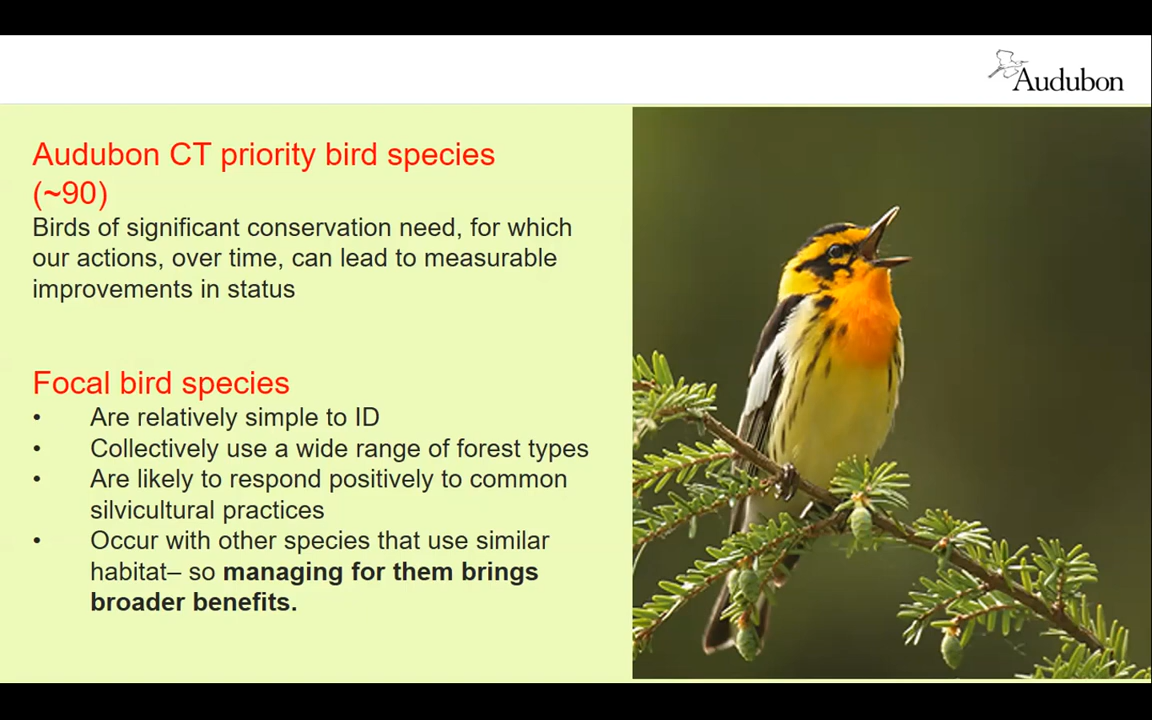 Audubon
Audubon CT priority bird species
(~90)
Birds of significant conservation need, for which
our actions, over time, can lead to measurable
improvements in status
Focal bird species
• Are relatively simple to ID
• Collectively use a wide range of forest types
• Are likely to respond positively to common
silvicultural practices
• Occur with other species that use similar
habitat– so managing for them brings
broader benefits.